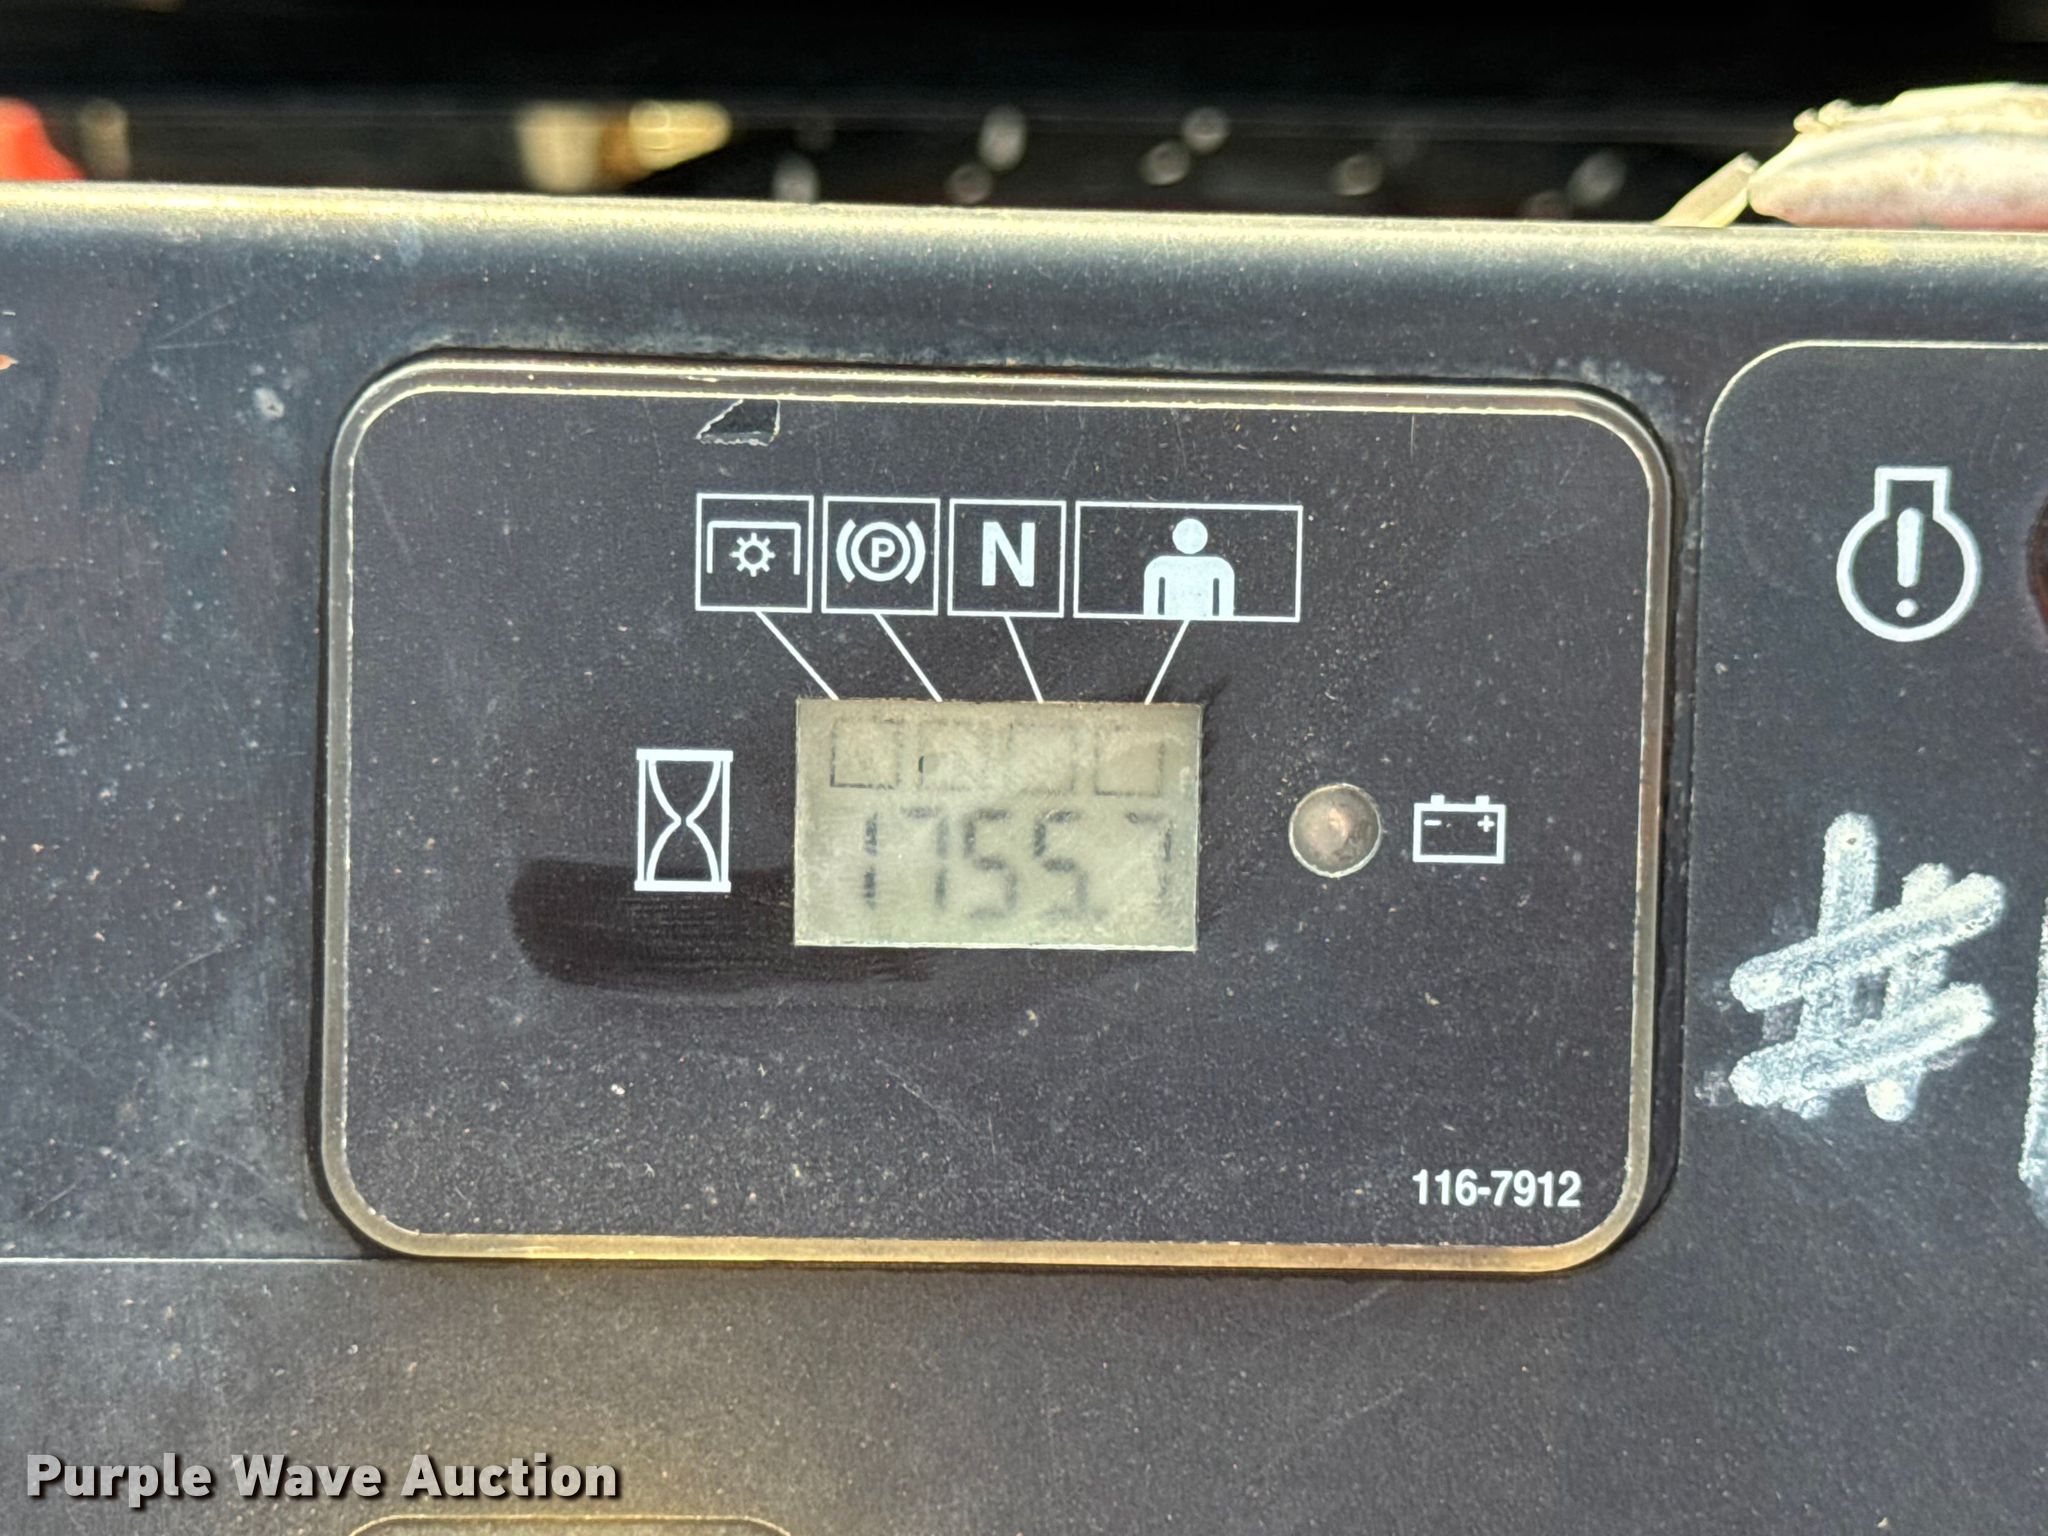 P N
1755.7
- +
#
116-7912
Purple Wave Auction